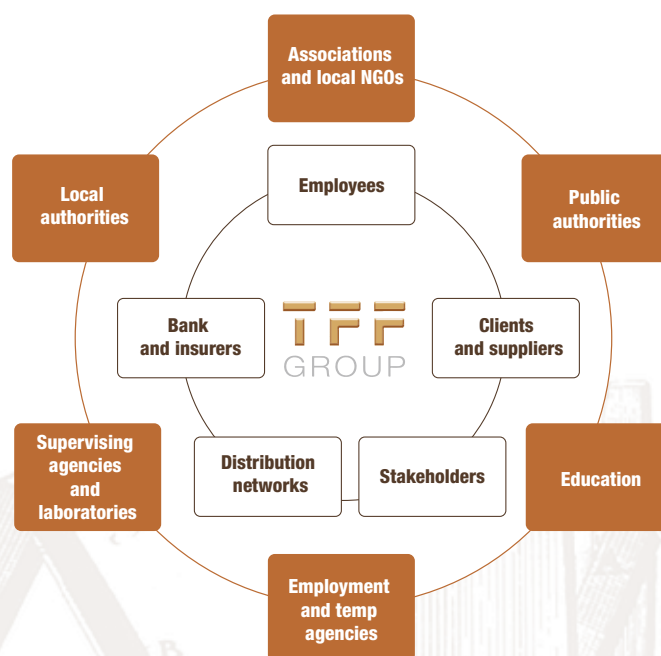 Associations
and local NGOs
Local
authorities
Employees
Public
authorities
Bank
and insurers
TFF
GROUP
Clients
and suppliers
Supervising
agencies
and
laboratories
Distribution
networks
Stakeholders
Education
Employment
and temp
agencies